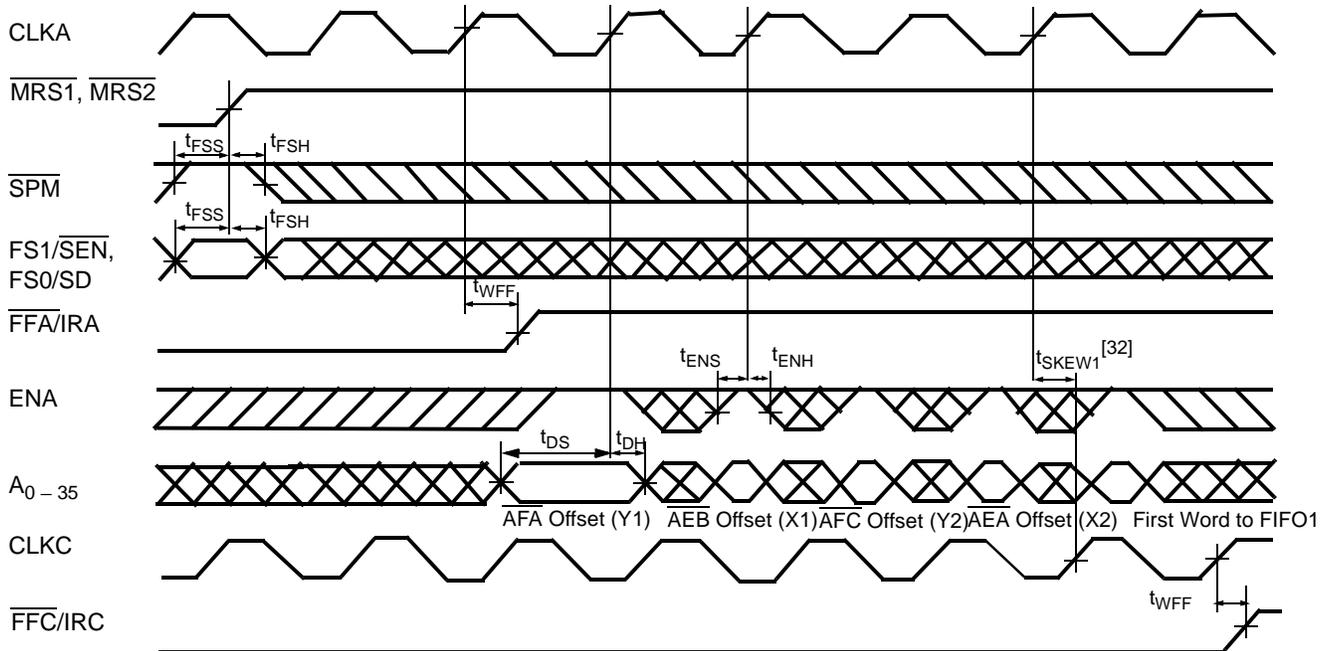 CLKA
MRS1, MRS2
tFSS tFSH
SPM
tFSS tFSH
FS1/SEN,
FS0/SD
tWFF
FFA/IRA
tENS tENH tSKEW1[32]
ENA
tDS tDH
A0 – 35
AFA Offset (Y1) AEB Offset (X1) AFC Offset (Y2) AEA Offset (X2) First Word to FIFO1
CLKC
tWFF
FFC/IRC